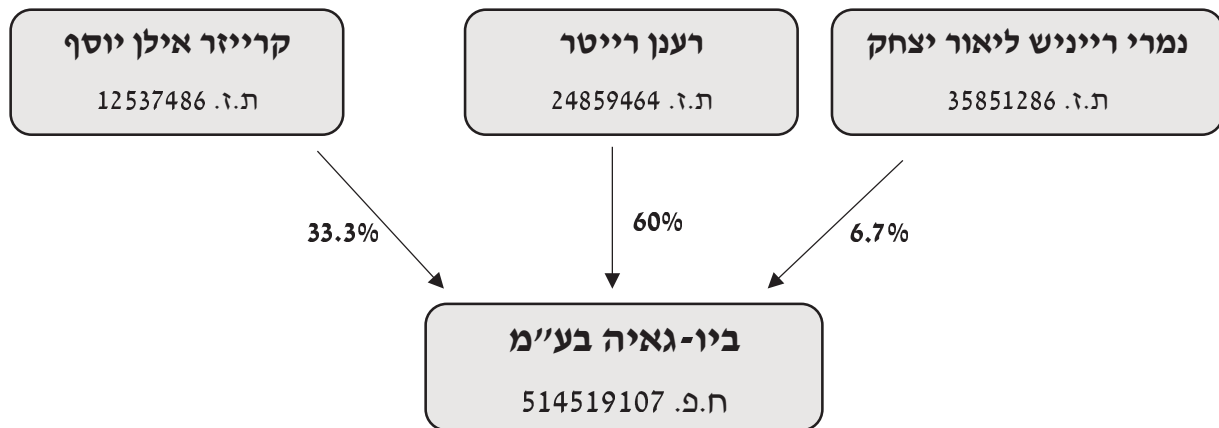 נמרי רייניש ליאור יצחק
ת.ז. 35851286
רענן רייטר
ת.ז. 24859464
קרייזר אילן יוסף
ת.ז. 12537486
6.7%
60%
33.3%
ביו-גאיה בע״מ
ח.פ. 514519107